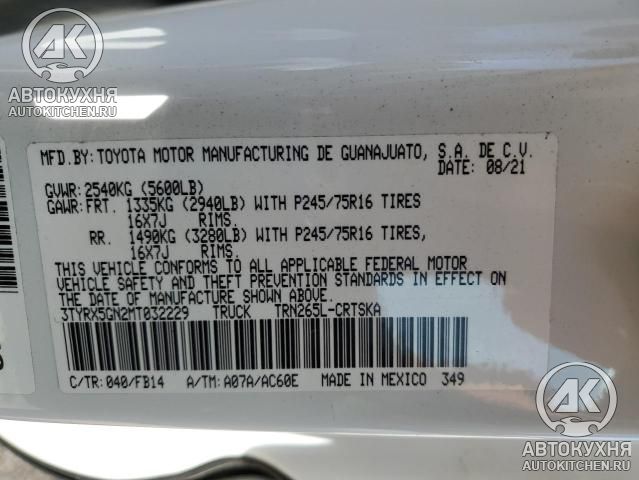 AK
АВТОКУХНЯ
AUTOKITCHEN.RU
MFD.BY:TOYOTA MOTOR MANUFACTURING DE GUANAJUATO, S.A. DE C.V.
DATE: 08/21
GVWR:2540KG (5600LB)
GAWR:FRT. 1335KG (2940LB) WITH P245/75R16 TIRES
16X7J RIMS.
RR. 1490KG (3280LB) WITH P245/75R16 TIRES,
16X7J RIMS.
THIS VEHICLE CONFORMS TO ALL APPLICABLE FEDERAL MOTOR
VEHICLE SAFETY AND THEFT PREVENTION STANDARDS IN EFFECT ON
THE DATE OF MANUFACTURE SHOWN ABOVE.
3TYRX5GN2MT032229 TRUCK TRN265L-CRTSKA
C/TR:040/FB14 A/TM:A07A/AC60E MADE IN MEXICO 349
AK
АВТОКУХНЯ
AUTOKITCHEN.RU